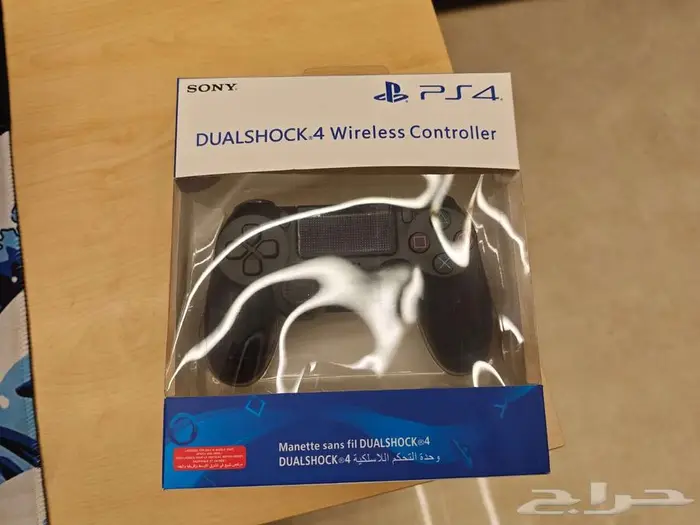 SONY
PS4
DUALSHOCK®4 Wireless Controller
Manette sans fil DUALSHOCK®4
وحدة التحكم اللاسلكية DUALSHOCK®4
حراج